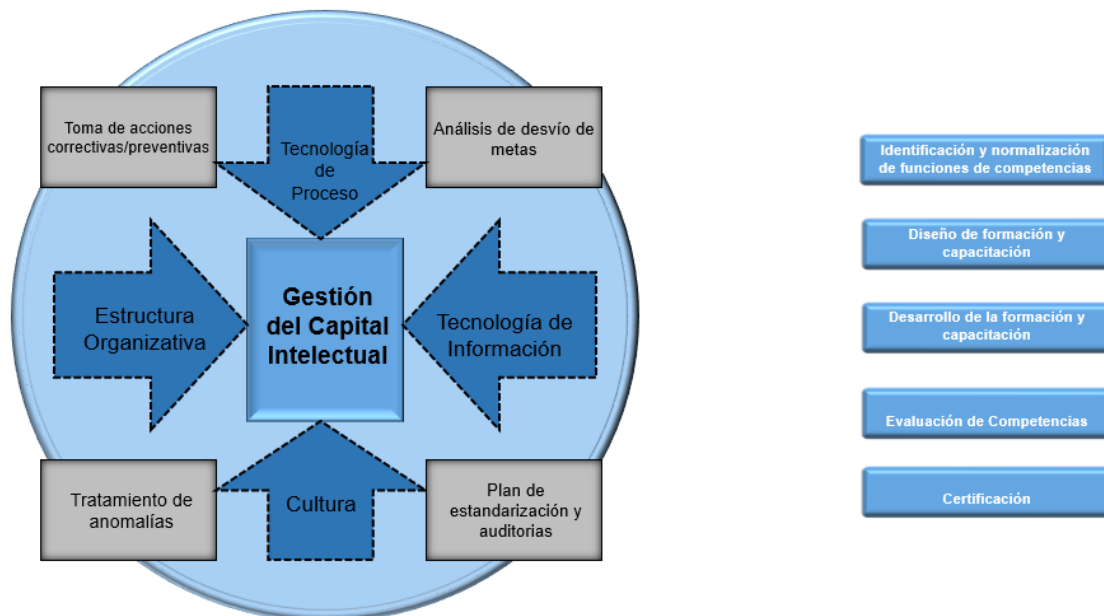 Toma de acciones
correctivas/preventivas
Tecnología
de
Proceso
Análisis de desvío de
metas
Estructura
Organizativa
Gestión
del Capital
Intelectual
Tecnología de
Información
Tratamiento de
anomalías
Cultura
Plan de
estandarización y
auditorias
Identificación y normalización
de funciones de competencias
Diseño de formación y
capacitación
Desarrollo de la formación y
capacitación
Evaluación de Competencias
Certificación